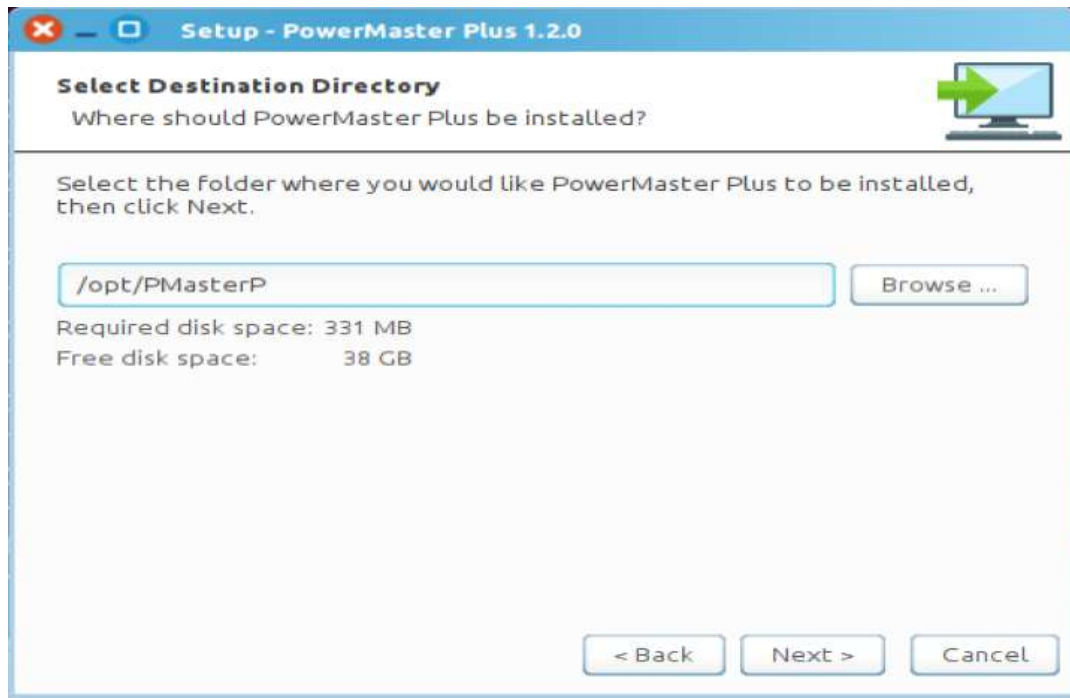 Setup - PowerMaster Plus 1.2.0
Select Destination Directory
Where should PowerMaster Plus be installed?
Select the folder where you would like PowerMaster Plus to be installed,
then click Next.
/opt/PMasterP
Browse ...
Required disk space: 331 MB
Free disk space: 38 GB
< Back
Next >
Cancel